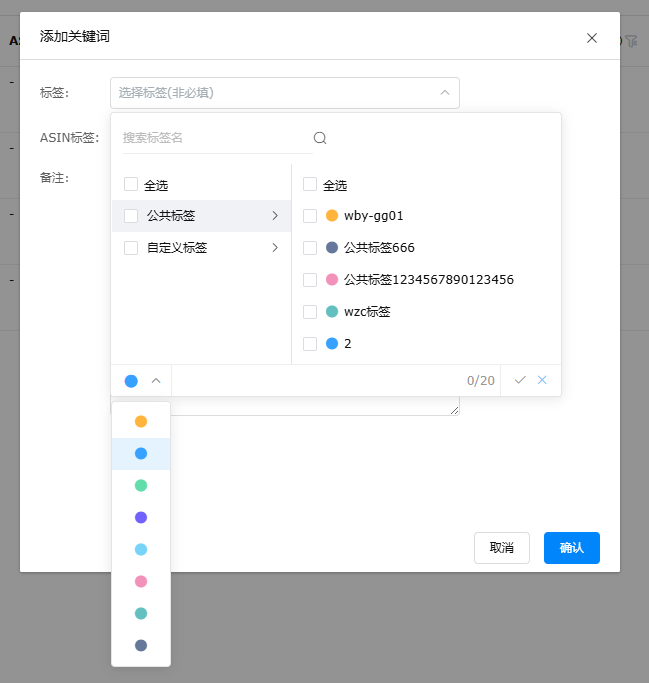 添加关键词
标签:
选择标签(非必填)
ASIN标签:
搜索标签名
备注:
全选
公共标签
自定义标签
全选
wby-gg01
公共标签666
公共标签1234567890123456
wzc标签
2
0/20
取消
确认